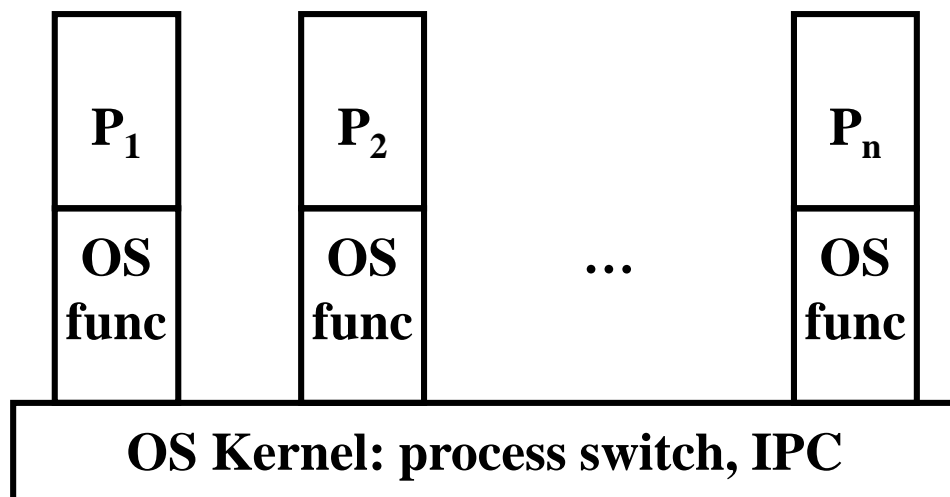 P₁ P₂ Pₙ
OS OS ... OS
func func func
OS Kernel: process switch, IPC